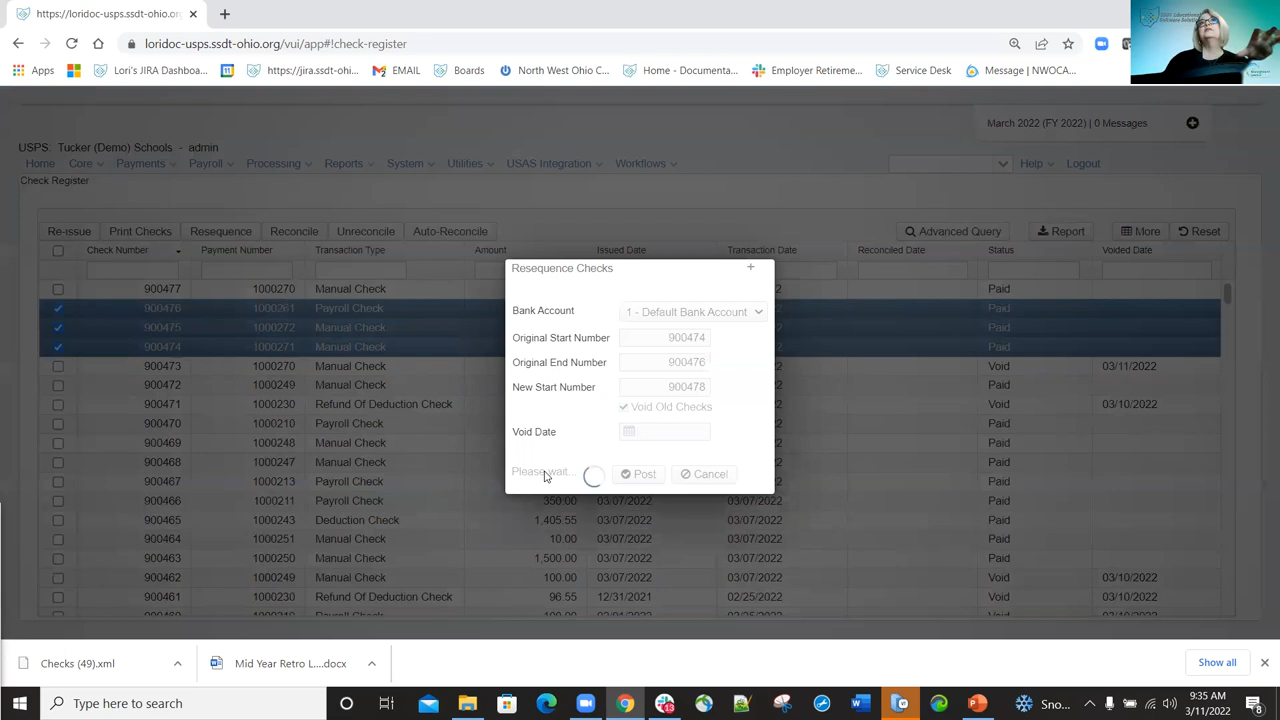 https://loridoc-usps.ssdt-ohio.org/
loridoc-usps.ssdt-ohio.org/vui/app#!check-register
Apps
Lori's JIRA Dashboa...
https://jira.ssdt-ohi...
EMAIL
Boards
North West Ohio C...
Home - Documenta...
Employer Retireme...
Service Desk
Message | NWOCA...
March 2022 (FY 2022) | 0 Messages
USPS: Tucker (Demo) Schools - admin
Home Core Payments Payroll Processing Reports System Utilities USAS Integration Workflows Help Logout
Check Register
Re-issue Print Checks Resequence Reconcile Unreconcile Auto-Reconcile Advanced Query Report More Reset
Check Number Payment Number Transaction Type Amount Issued Date Transaction Date Reconciled Date Status Voided Date
900477 1000270 Manual Check Paid
900476 1000261 Payroll Check Paid
900475 1000272 Manual Check Paid
900474 1000271 Manual Check Paid
900473 1000270 Manual Check Void 03/11/2022
900472 1000249 Manual Check Paid
900471 1000230 Refund Of Deduction Check Void 03/10/2022
900470 1000210 Payroll Check Paid
900469 1000248 Manual Check Paid
900468 1000247 Manual Check Paid
900467 1000213 Payroll Check Paid
900466 1000244 Manual Check 350.00 03/07/2022 03/07/2022 Paid
900465 1000243 Deduction Check 1,405.55 03/07/2022 03/07/2022 Paid
900464 1000251 Manual Check 10.00 03/07/2022 03/07/2022 Paid
900463 1000250 Manual Check 1,500.00 03/07/2022 03/07/2022 Paid
900462 1000249 Manual Check 100.00 03/07/2022 03/07/2022 Void 03/10/2022
900461 1000230 Refund Of Deduction Check 96.55 12/31/2021 02/25/2022 Void 03/10/2022
Resequence Checks
Bank Account 1 - Default Bank Account
Original Start Number 900474
Original End Number 900476
New Start Number 900478
Void Old Checks
Void Date
Please wait...
Post Cancel
Checks (49).xml
Mid Year Retro L....docx
Show all
Type here to search
13
Sno...
9:35 AM
3/11/2022